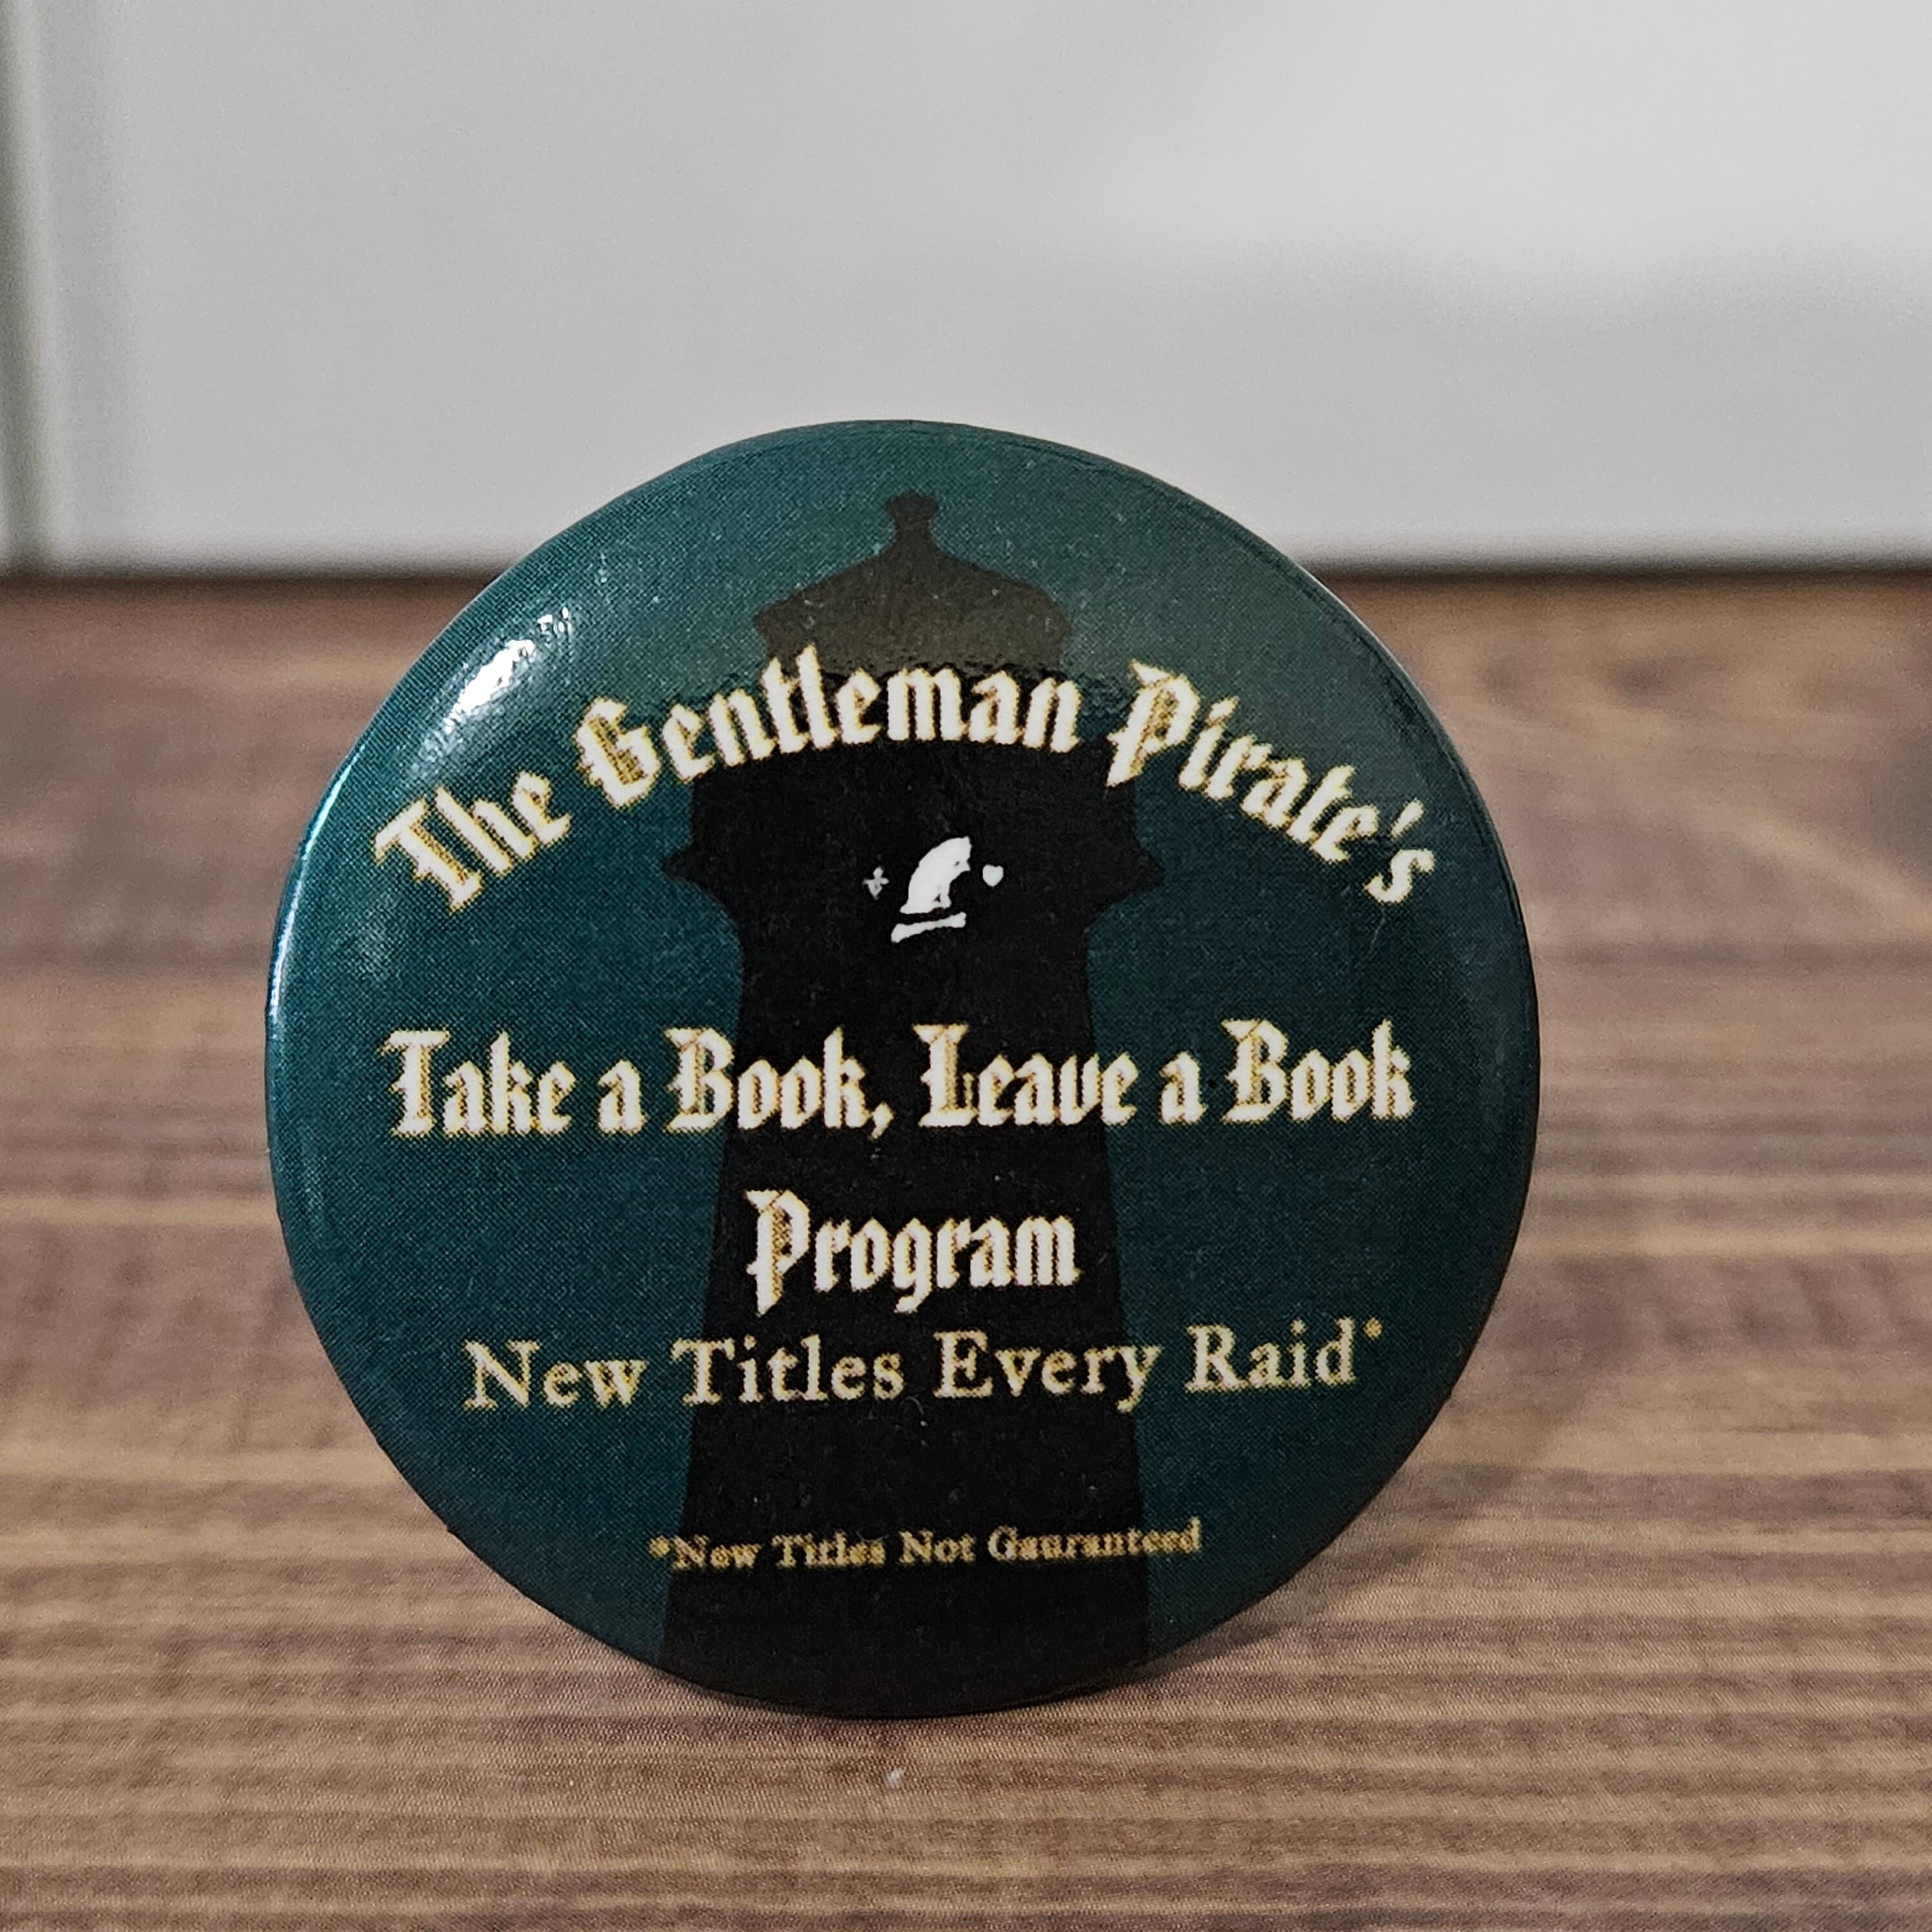 The Gentleman Pirate's
Take a Book, Leave a Book
Program
New Titles Every Raid*
*New Titles Not Gauranteed